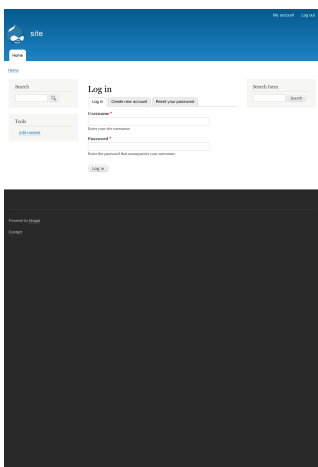 My account Log out
site
Home
Home
Search
Tools
Add content
Log in
Log in Create new account Reset your password
Username *
Enter your site username.
Password *
Enter the password that accompanies your username.
Log in
Search form
Search
Powered by Drupal
Contact